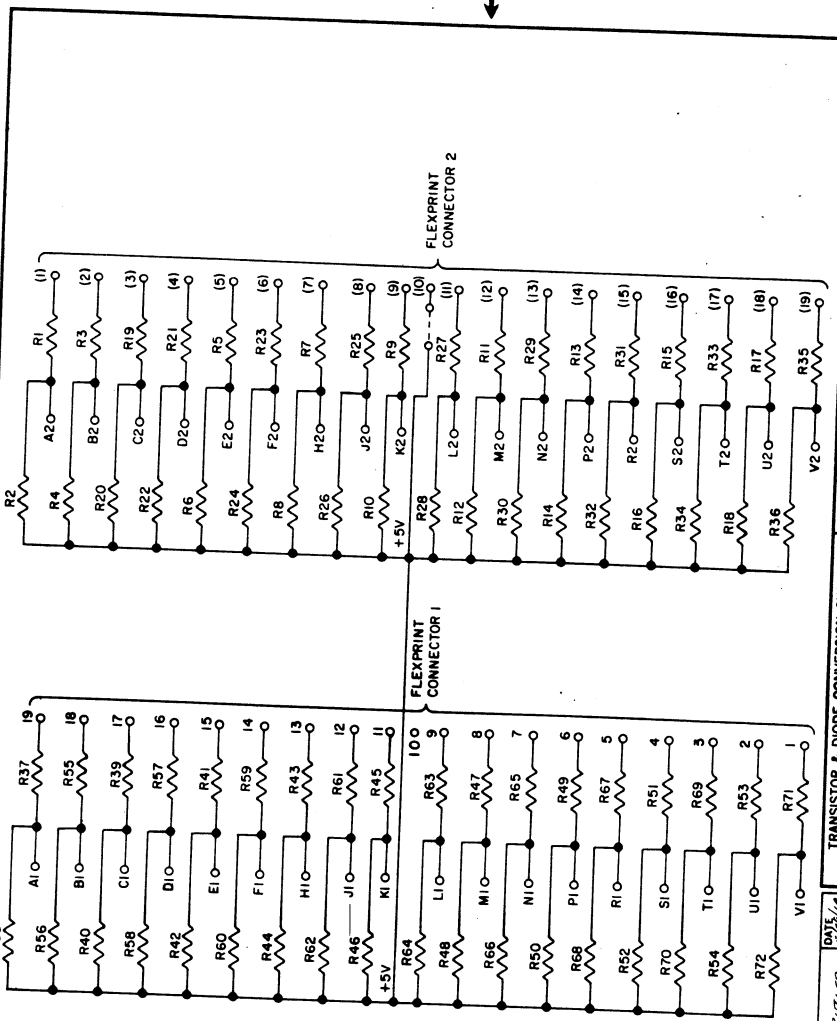 R1 (1)
R2
A2
R3 (2)
R4
B2
R19 (3)
R20
C2
R21 (4)
R22
D2
R5 (5)
R6
E2
R23 (6)
R24
F2
R7 (7)
R8
H2
R25 (8)
R26
J2
R9 (9)
R10
K2
+5V
(10)
R27 (11)
R28
L2
R11 (12)
R12
M2
R29 (13)
R30
N2
R13 (14)
R14
P2
R31 (15)
R32
R2
R15 (16)
R16
S2
R33 (17)
R34
T2
R17 (18)
R18
U2
R35 (19)
R36
V2
FLEXPRINT
CONNECTOR 2
R37 19
A1
R55 18
R56
B1
R39 17
R40
C1
R57 16
R58
D1
R41 15
R42
E1
R59 14
R60
F1
R43 13
R44
H1
R61 12
R62
J1
R45 11
R46
K1
+5V
10
R63 9
R64
L1
R47 8
R48
M1
R65 7
R66
N1
R49 6
R50
P1
R67 5
R68
R1
R51 4
R52
S1
R69 3
R70
T1
R53 2
R54
U1
R71 1
R72
V1
FLEXPRINT
CONNECTOR 1
TRANSISTOR & DIODE CONVERSION
DATE